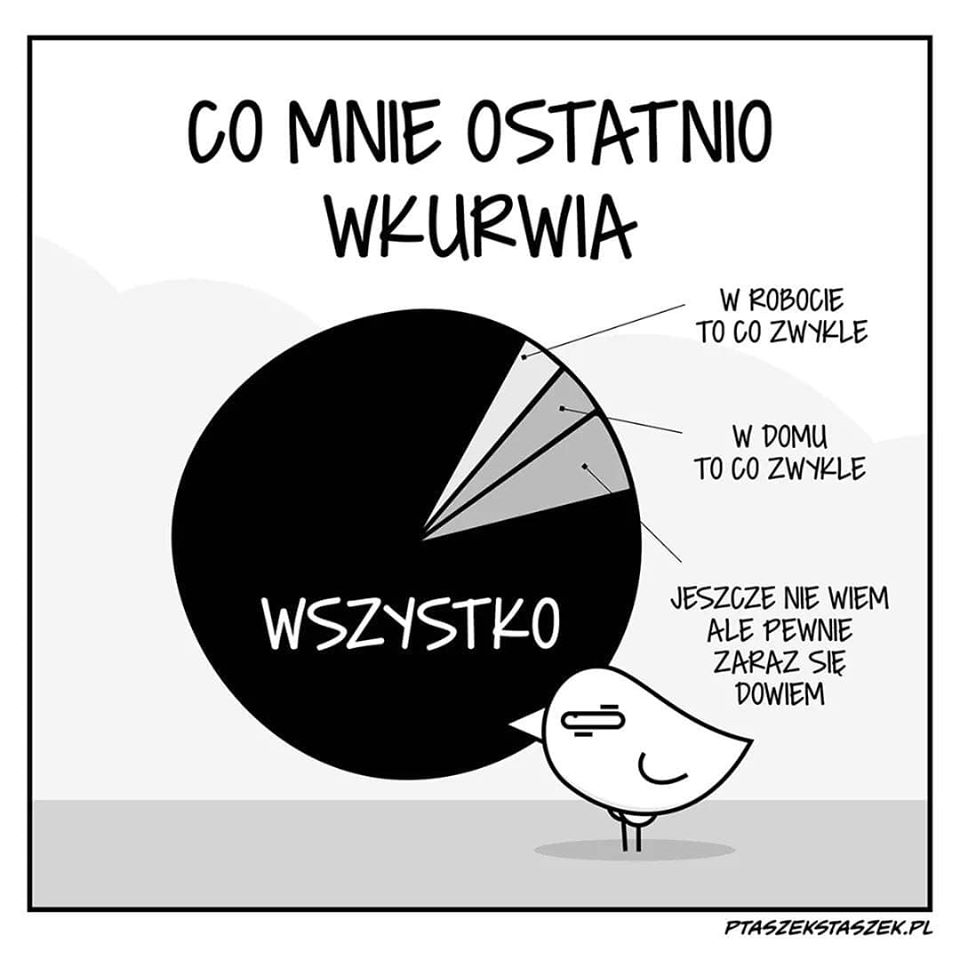 CO MNIE OSTATNIO
WKURWIA
W ROBOCIE
TO CO ZWYKLE
W DOMU
TO CO ZWYKLE
JESZCZE NIE WIEM
ALE PEWNIE
ZARAZ SIĘ
DOWIEM
WSZYSTKO
PTASZEKSTASZEK.PL